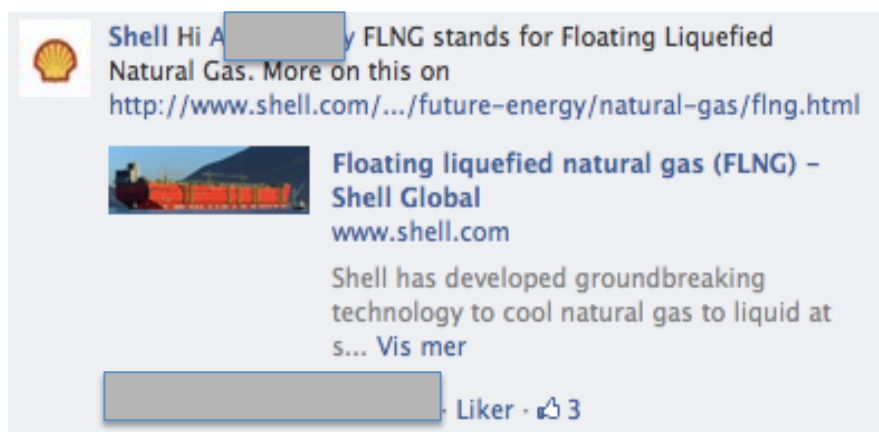 Shell Hi A y FLNG stands for Floating Liquefied
Natural Gas. More on this on
http://www.shell.com/.../future-energy/natural-gas/flng.html
Floating liquefied natural gas (FLNG) –
Shell Global
www.shell.com
Shell has developed groundbreaking
technology to cool natural gas to liquid at
s... Vis mer
· Liker · 3